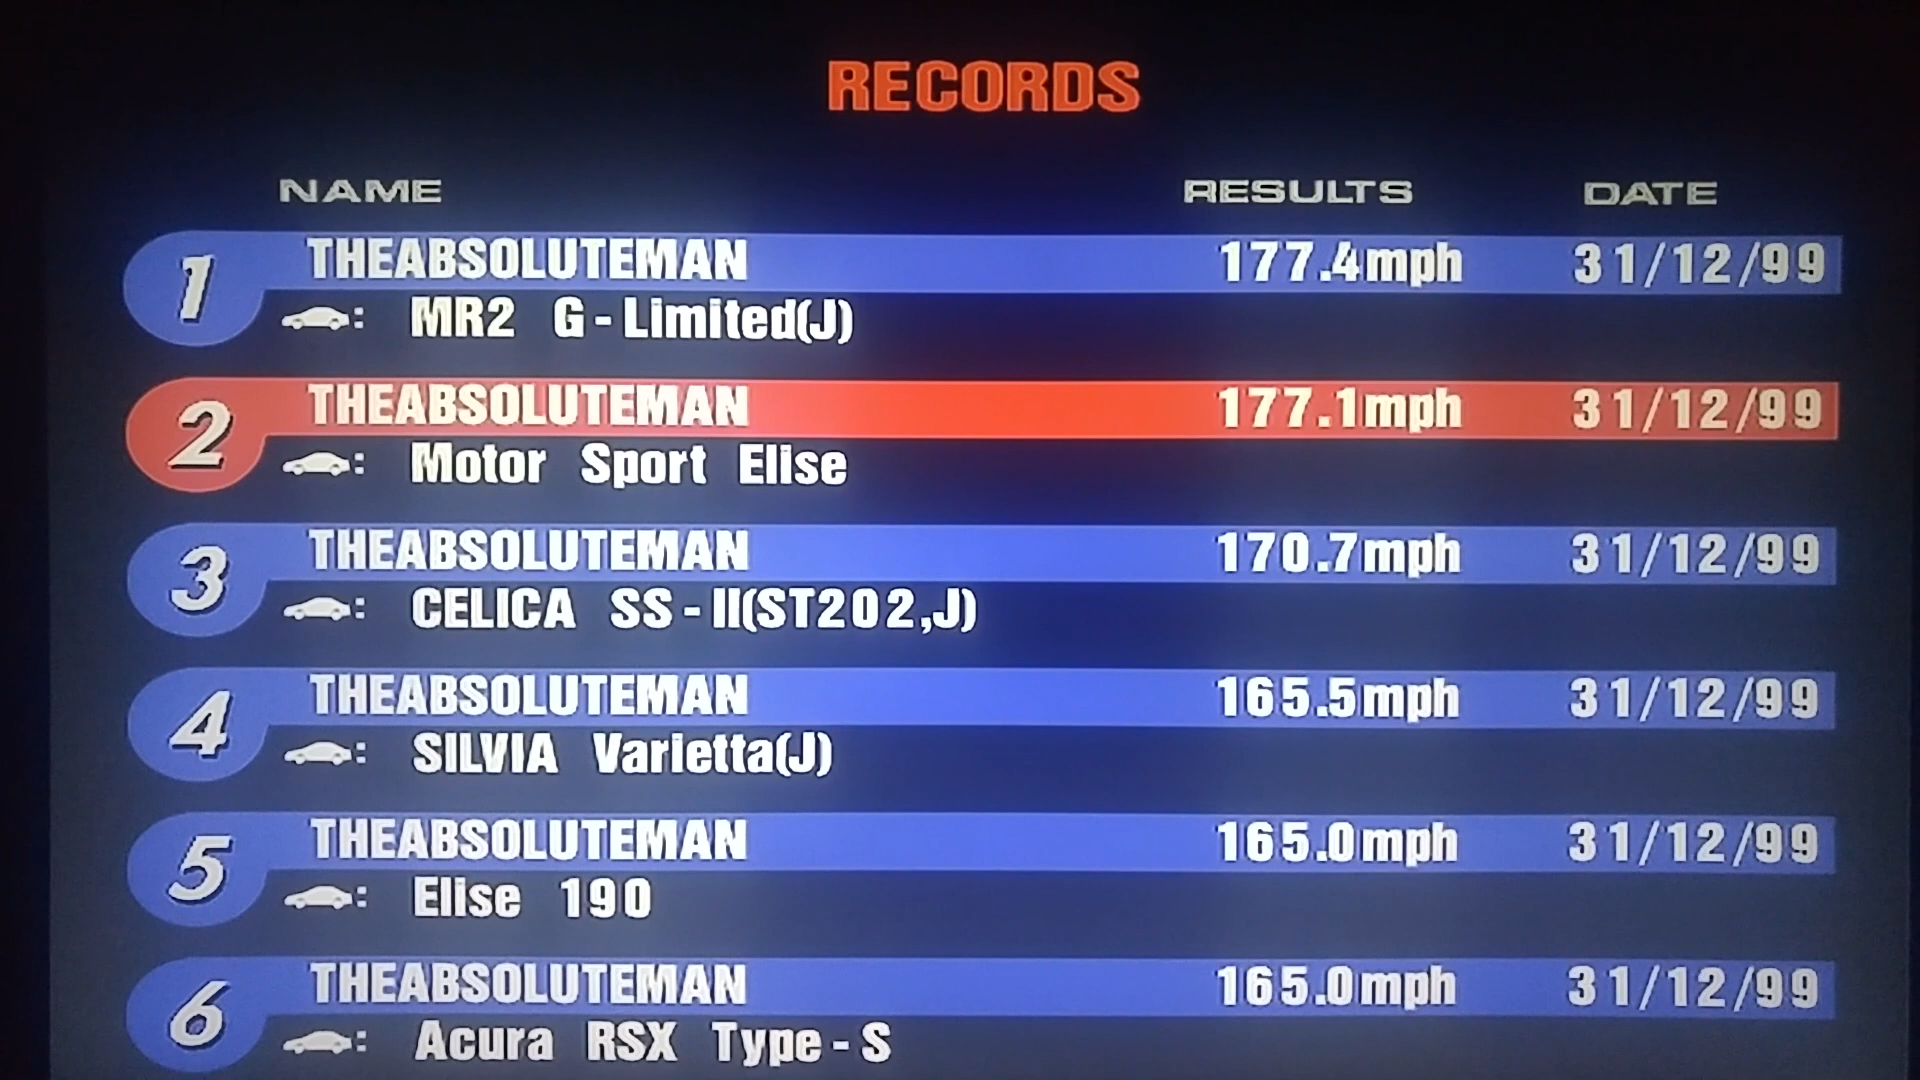 RECORDS
NAME RESULTS DATE
1 THEABSOLUTEMAN 177.4mph 31/12/99
: MR2 G-Limited(J)
2 THEABSOLUTEMAN 177.1mph 31/12/99
: Motor Sport Elise
3 THEABSOLUTEMAN 170.7mph 31/12/99
: CELICA SS-II(ST202,J)
4 THEABSOLUTEMAN 165.5mph 31/12/99
: SILVIA Varietta(J)
5 THEABSOLUTEMAN 165.0mph 31/12/99
: Elise 190
6 THEABSOLUTEMAN 165.0mph 31/12/99
: Acura RSX Type-S